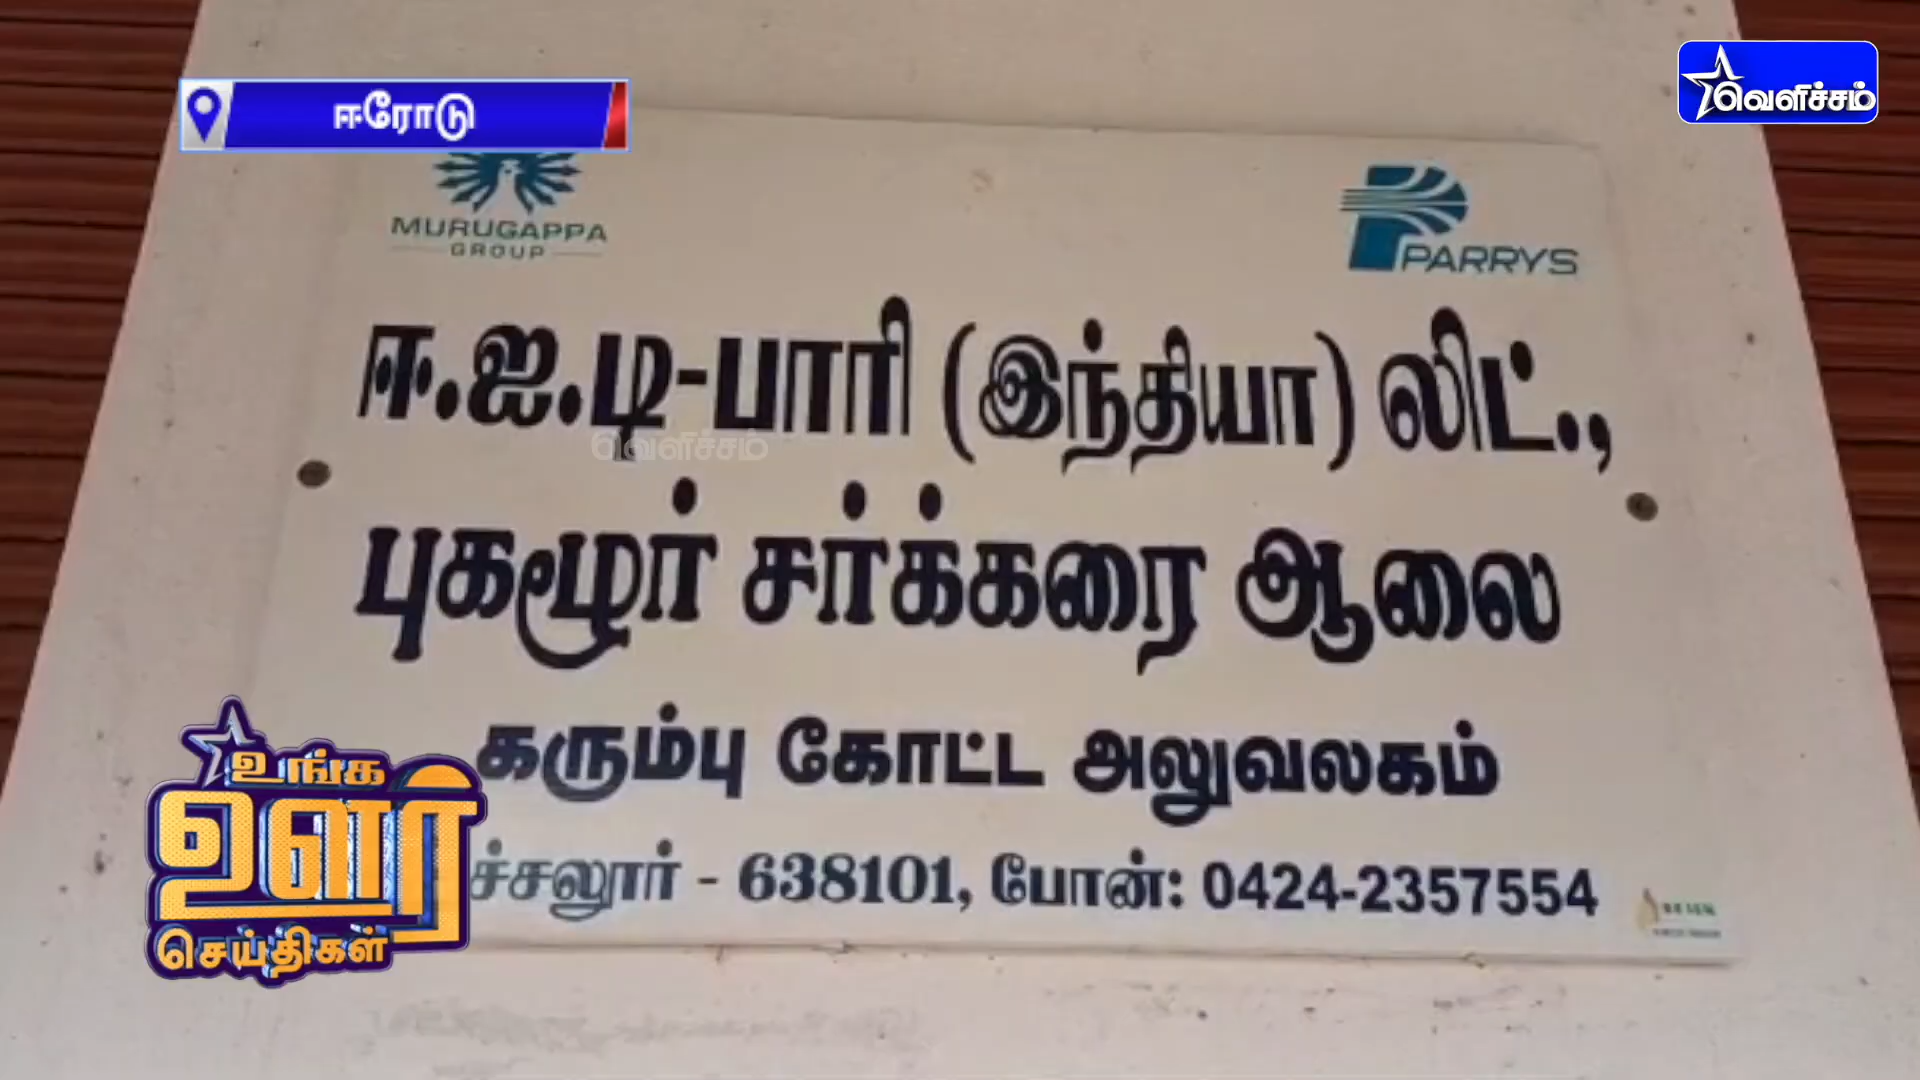 ஈரோடு
வெளிச்சம்
MURUGAPPA
GROUP
PARRYS
ஈ.ஐ.டி-பாரி (இந்தியா) லிட்.,
வெளிச்சம்
புகழூர் சர்க்கரை ஆலை
கரும்பு கோட்ட அலுவலகம்
ச்சலூர் - 638101, போன்: 0424-2357554
உங்க
ஊர்
செய்திகள்